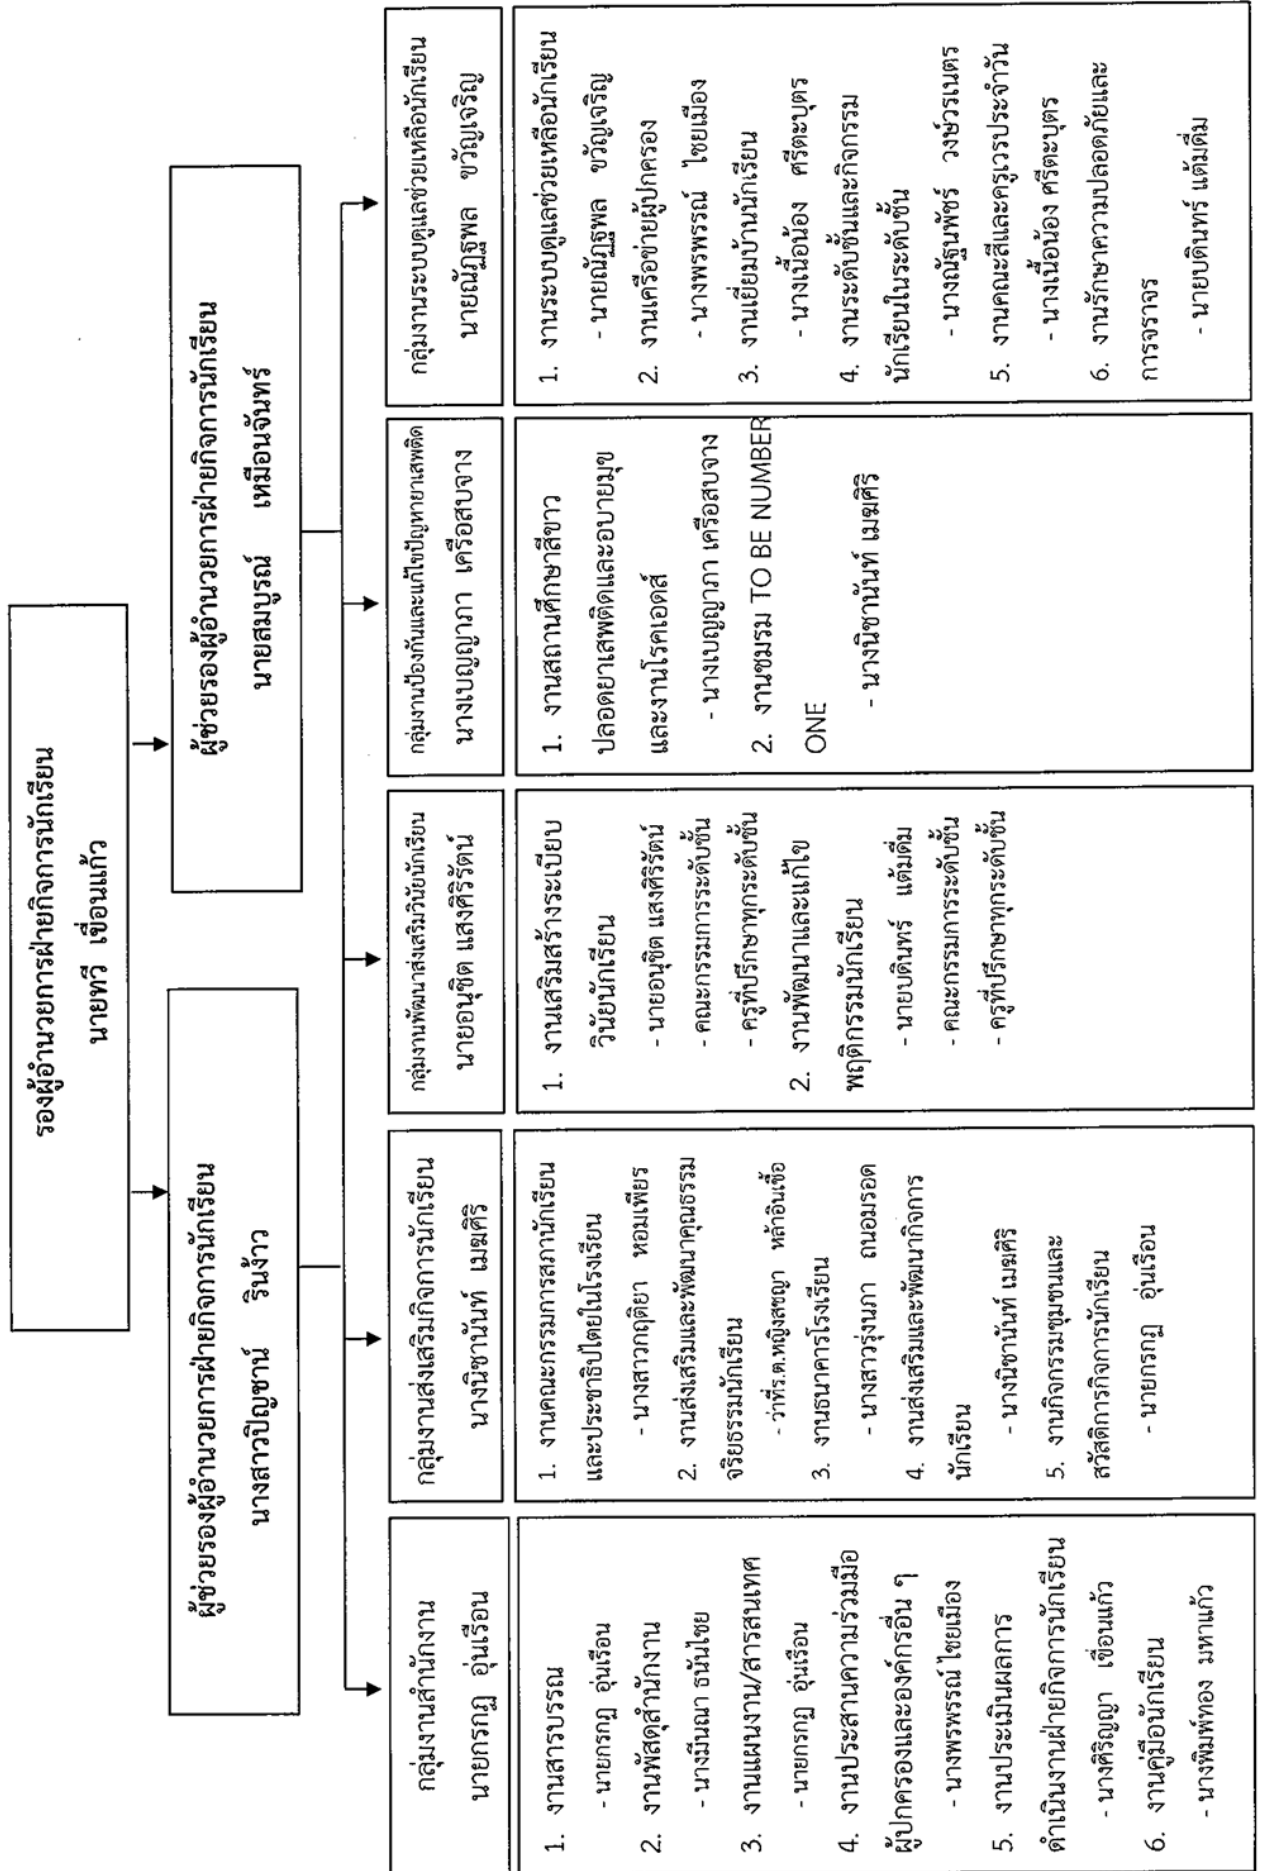 รองผู้อำนวยการฝ่ายกิจการนักเรียน
นายทวี เขื่อนแก้ว
ผู้ช่วยรองผู้อำนวยการฝ่ายกิจการนักเรียน
นางสาวปิญชาน์ รินง้าว
ผู้ช่วยรองผู้อำนวยการฝ่ายกิจการนักเรียน
นายสมบูรณ์ เหมือนจันทร์
กลุ่มงานสำนักงาน
นายกรกฏ อุ่นเรือน
1. งานสารบรรณ
- นายกรกฏ อุ่นเรือน
2. งานพัสดุสำนักงาน
- นางมีนณา ธนันไชย
3. งานแผนงาน/สารสนเทศ
- นายกรกฏ อุ่นเรือน
4. งานประสานความร่วมมือ
ผู้ปกครองและองค์กรอื่น ๆ
- นางพรพรรณ์ ไชยเมือง
5. งานประเมินผลการ
ดำเนินงานฝ่ายกิจการนักเรียน
- นางศิริญญา เขื่อนแก้ว
6. งานคู่มือนักเรียน
- นางพิมพ์ทอง มหาแก้ว
กลุ่มงานส่งเสริมกิจการนักเรียน
นางนิชานันท์ เมฆศิริ
1. งานคณะกรรมการสภานักเรียน
และประชาธิปไตยในโรงเรียน
- นางสาวกฤติยา หอมเพียร
2. งานส่งเสริมและพัฒนาคุณธรรม
จริยธรรมนักเรียน
- ว่าที่ร.ต.หญิงสชญา หล้าอินเชื้อ
3. งานธนาคารโรงเรียน
- นางสาวรุ่งนภา ถนอมรอด
4. งานส่งเสริมและพัฒนากิจการ
นักเรียน
- นางนิชานันท์ เมฆศิริ
5. งานกิจกรรมชุมชนและ
สวัสดิการกิจการนักเรียน
- นายกรกฏ อุ่นเรือน
กลุ่มงานพัฒนาส่งเสริมวินัยนักเรียน
นายอนุชิต แสงศิริรัตน์
1. งานเสริมสร้างระเบียบ
วินัยนักเรียน
- นายอนุชิต แสงศิริรัตน์
- คณะกรรมการระดับชั้น
- ครูที่ปรึกษาทุกระดับชั้น
2. งานพัฒนาและแก้ไข
พฤติกรรมนักเรียน
- นายบดินทร์ แต้มดื่ม
- คณะกรรมการระดับชั้น
- ครูที่ปรึกษาทุกระดับชั้น
กลุ่มงานป้องกันและแก้ไขปัญหายาเสพติด
นางเบญญาภา เครือสบจาง
1. งานสถานศึกษาสีขาว
ปลอดยาเสพติดและอบายมุข
และงานโรคเอดส์
- นางเบญญาภา เครือสบจาง
2. งานชมรม TO BE NUMBER
ONE
- นางนิชานันท์ เมฆศิริ
กลุ่มงานระบบดูแลช่วยเหลือนักเรียน
นายณัฏฐพล ขวัญเจริญ
1. งานระบบดูแลช่วยเหลือนักเรียน
- นายณัฏฐพล ขวัญเจริญ
2. งานเครือข่ายผู้ปกครอง
- นางพรพรรณ์ ไชยเมือง
3. งานเยี่ยมบ้านนักเรียน
- นางเนื้อน้อง ศรีตะบุตร
4. งานระดับชั้นและกิจกรรม
นักเรียนในระดับชั้น
- นางณัฐนพัชร์ วงษ์วรเนตร
5. งานคณะสีและครูเวรประจำวัน
- นางเนื้อน้อง ศรีตะบุตร
6. งานรักษาความปลอดภัยและ
การจราจร
- นายบดินทร์ แต้มดื่ม